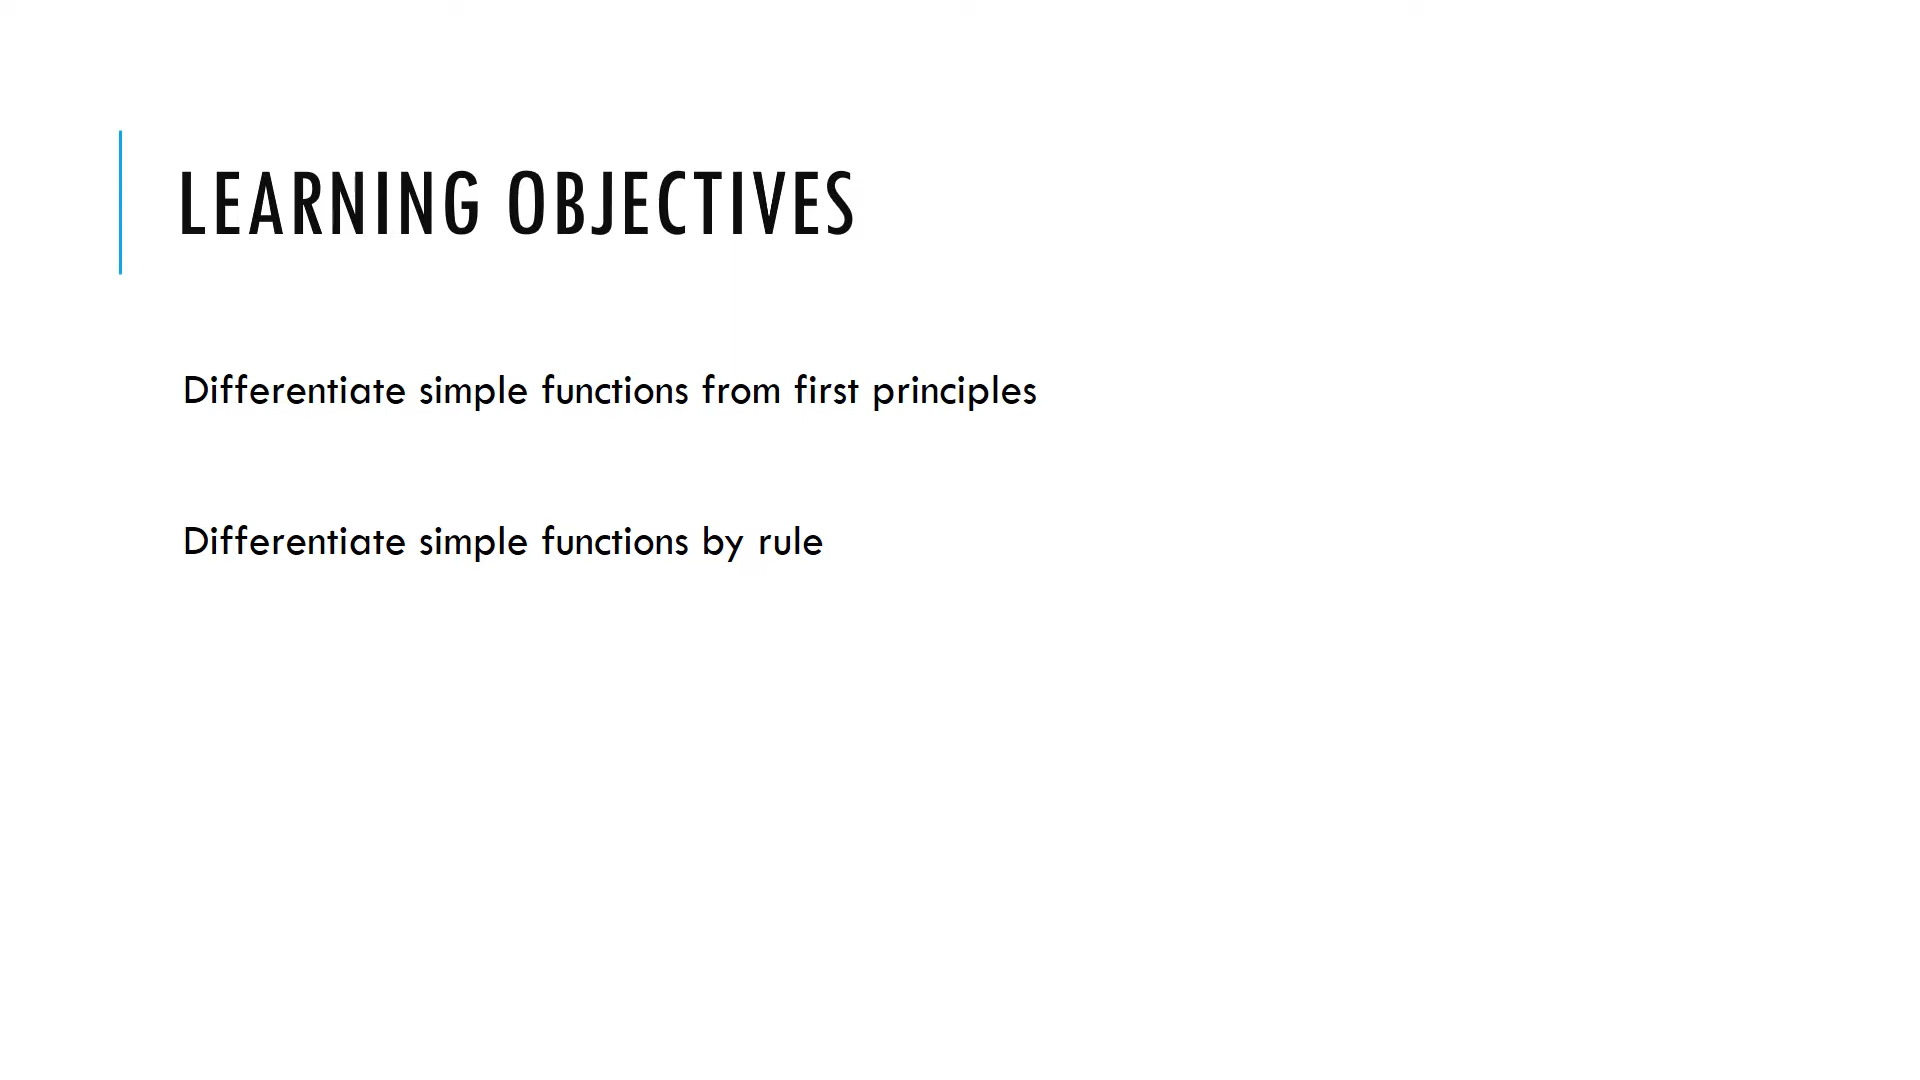 LEARNING OBJECTIVES
Differentiate simple functions from first principles
Differentiate simple functions by rule